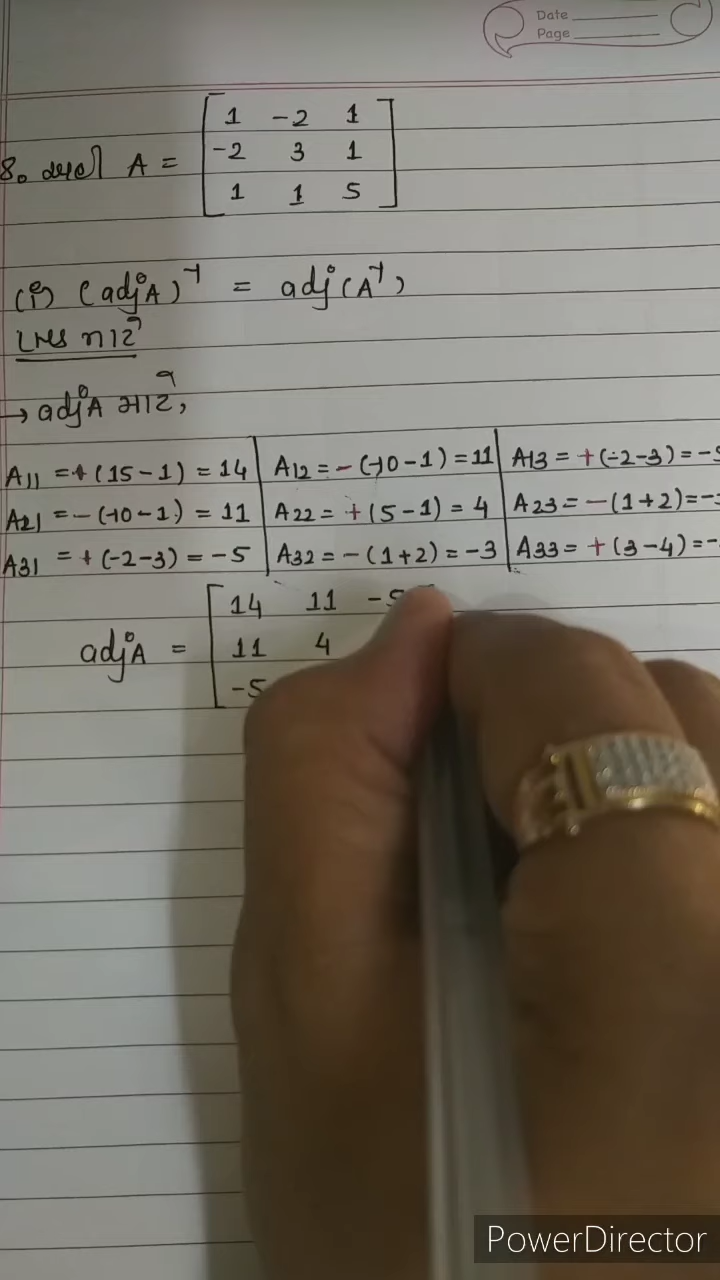 Date
Page
8. ધારો A = [ 1 -2 1
-2 3 1
1 1 5 ]
(i) (adjA)⁻¹ = adj(A⁻¹)
→ adjA માટે,
A11 = +(15-1) = 14 | A12 = -(-10-1) = 11 | A13 = +(-2-3) = -5
A21 = -(-10-1) = 11 | A22 = +(5-1) = 4 | A23 = -(1+2) = -3
A31 = +(-2-3) = -5 | A32 = -(1+2) = -3 | A33 = +(3-4) = -
adjA = [ 14 11 -5
11 4
-5
PowerDirector